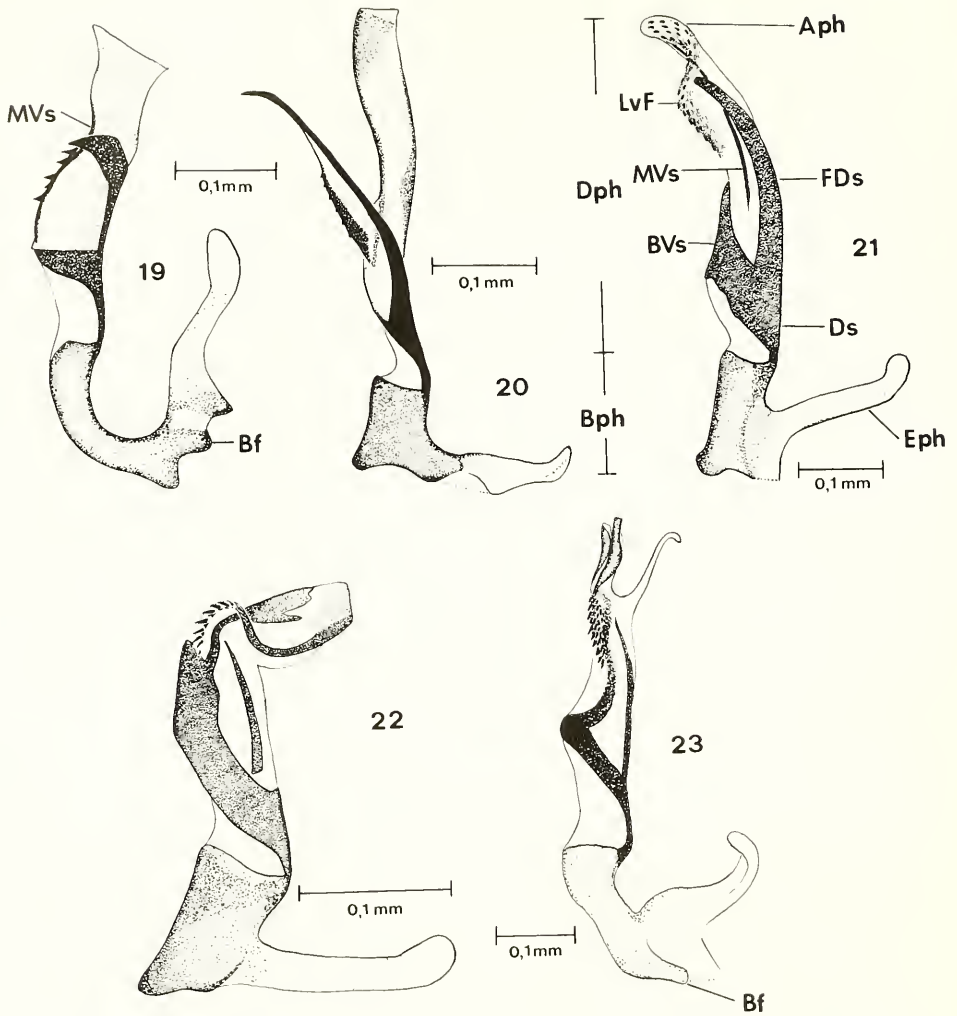 MVs
0,1mm
19
Bf
0,1mm
20
Aph
LvF
Dph
MVs
FDs
BVs
21
Ds
Bph
Eph
0,1mm
22
0,1mm
23
0,1mm
Bf